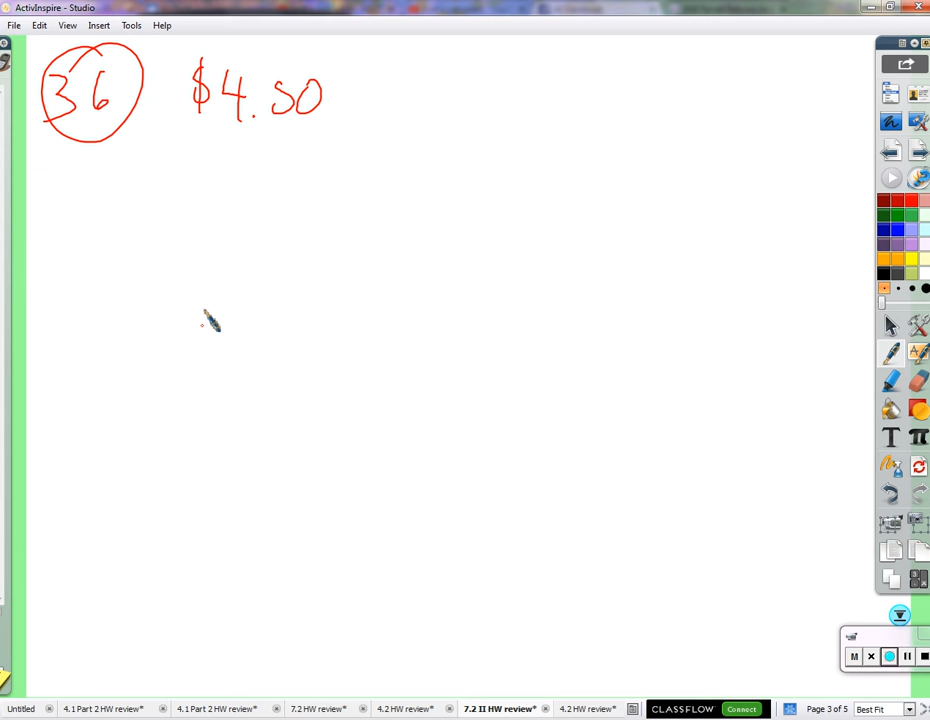 ActivInspire - Studio
File Edit View Insert Tools Help
36 $4.50
Untitled 4.1 Part 2 HW review* 4.1 Part 2 HW review* 7.2 HW review* 4.2 HW review* 7.2 II HW review* 4.2 HW review* CLASSFLOW Connect Page 3 of 5 Best Fit